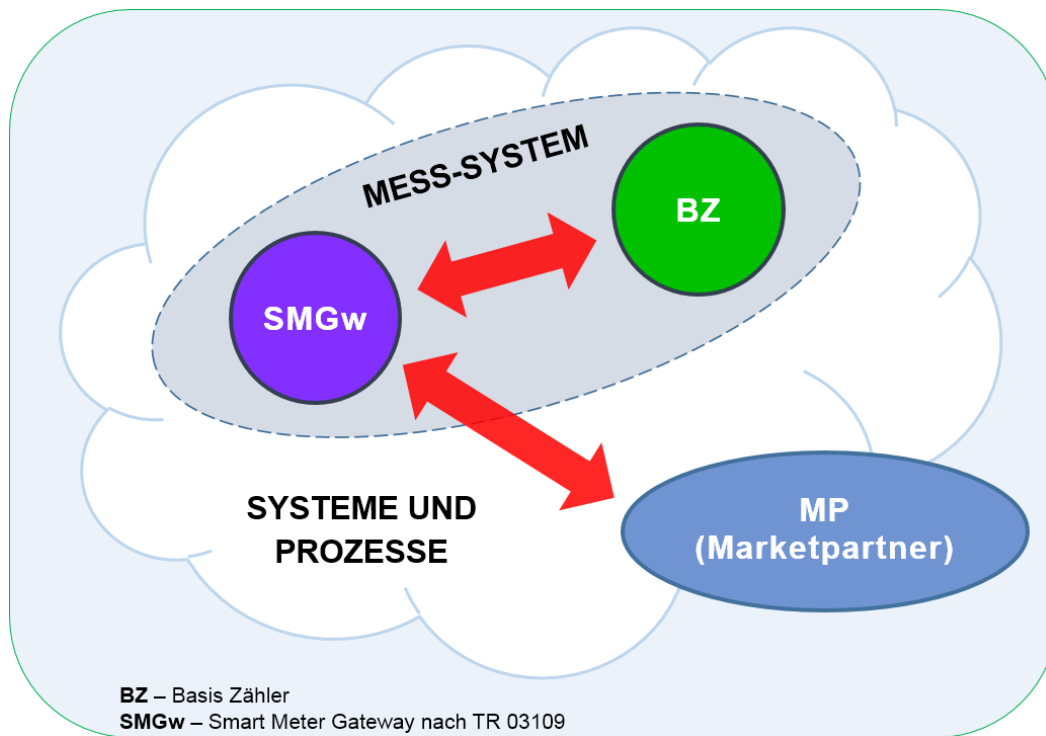 MESS-SYSTEM
BZ
SMGw
SYSTEME UND
PROZESSE
MP
(Marketpartner)
BZ – Basis Zähler
SMGw – Smart Meter Gateway nach TR 03109